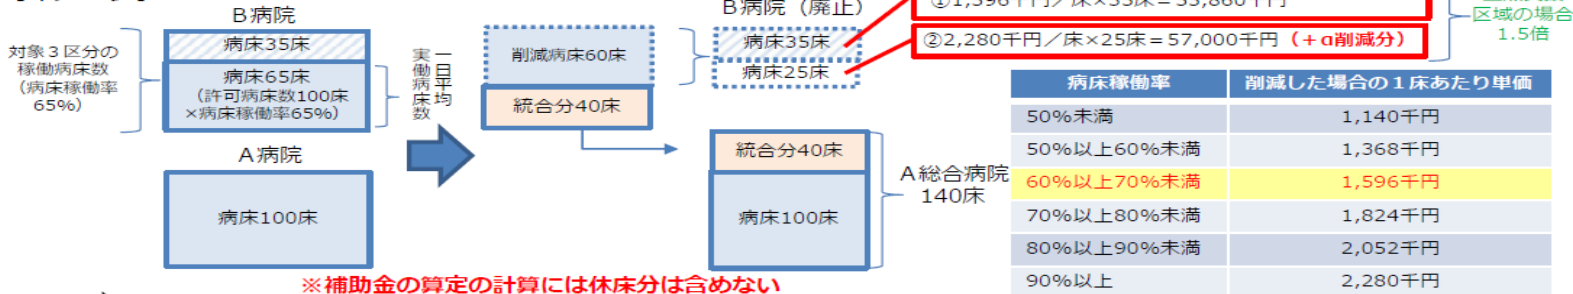 B病院
病床35床
病床65床
(許可病床数100床
×病床稼働率65%)
対象3区分の
稼働病床数
(病床稼働率
65%)
一日平均
実働病床数
A病院
病床100床
削減病床60床
統合分40床
B病院(廃止)
病床35床
病床25床
統合分40床
病床100床
A総合病院
140床
②2,280千円/床×25床=57,000千円(+α削減分)
区域の場合
1.5倍
病床稼働率 削減した場合の1床あたり単価
50%未満 1,140千円
50%以上60%未満 1,368千円
60%以上70%未満 1,596千円
70%以上80%未満 1,824千円
80%以上90%未満 2,052千円
90%以上 2,280千円
※補助金の算定の計算には休床分は含めない